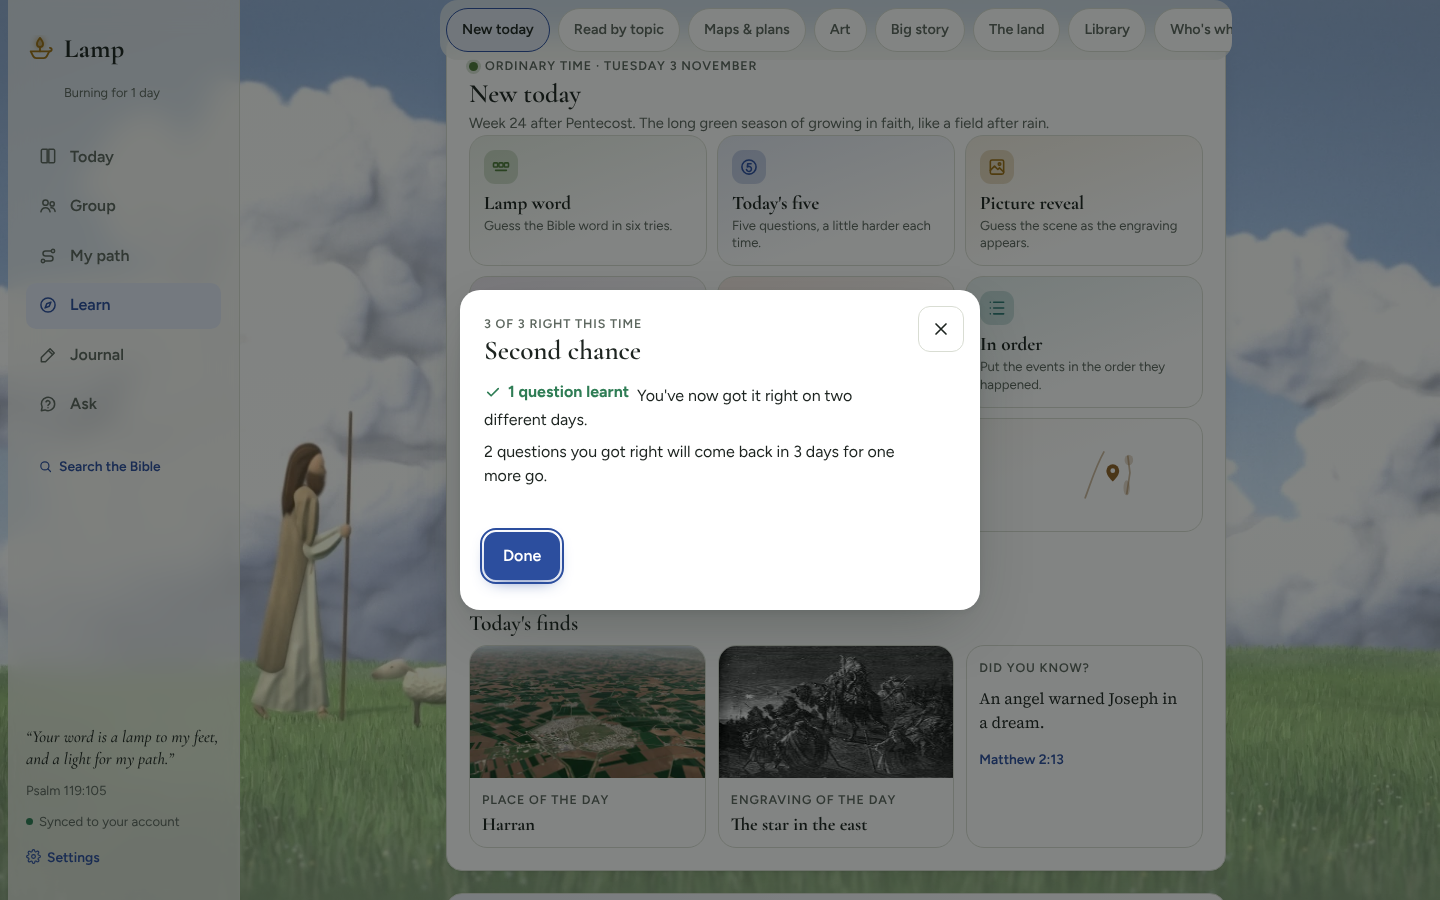 Lamp
Burning for 1 day
Today
Group
My path
Learn
Journal
Ask
Search the Bible
“Your word is a lamp to my feet,
and a light for my path.”
Psalm 119:105
Synced to your account
Settings
New today
Read by topic
Maps & plans
Art
Big story
The land
Library
Who's wh
ORDINARY TIME · TUESDAY 3 NOVEMBER
New today
Week 24 after Pentecost. The long green season of growing in faith, like a field after rain.
Lamp word
Guess the Bible word in six tries.
Today's five
Five questions, a little harder each
time.
Picture reveal
Guess the scene as the engraving
appears.
In order
Put the events in the order they
happened.
3 OF 3 RIGHT THIS TIME
Second chance
1 question learnt You've now got it right on two
different days.
2 questions you got right will come back in 3 days for one
more go.
Done
Today's finds
PLACE OF THE DAY
Harran
ENGRAVING OF THE DAY
The star in the east
DID YOU KNOW?
An angel warned Joseph in
a dream.
Matthew 2:13